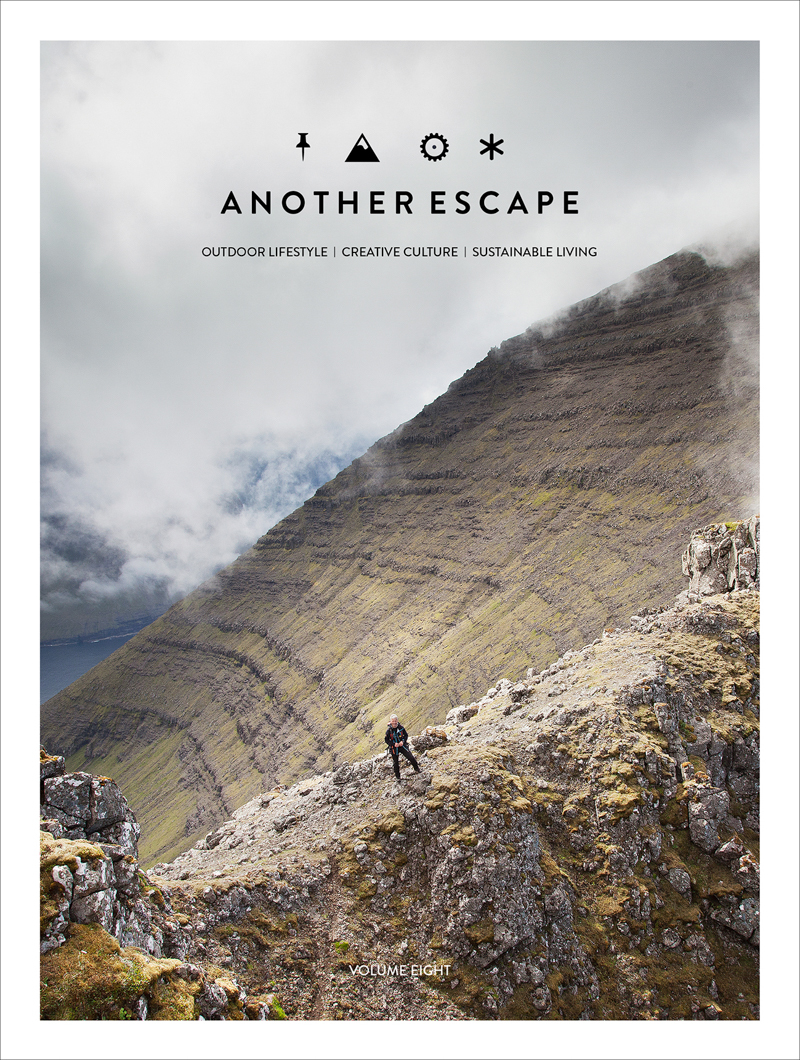 ANOTHER ESCAPE
OUTDOOR LIFESTYLE | CREATIVE CULTURE | SUSTAINABLE LIVING
VOLUME EIGHT